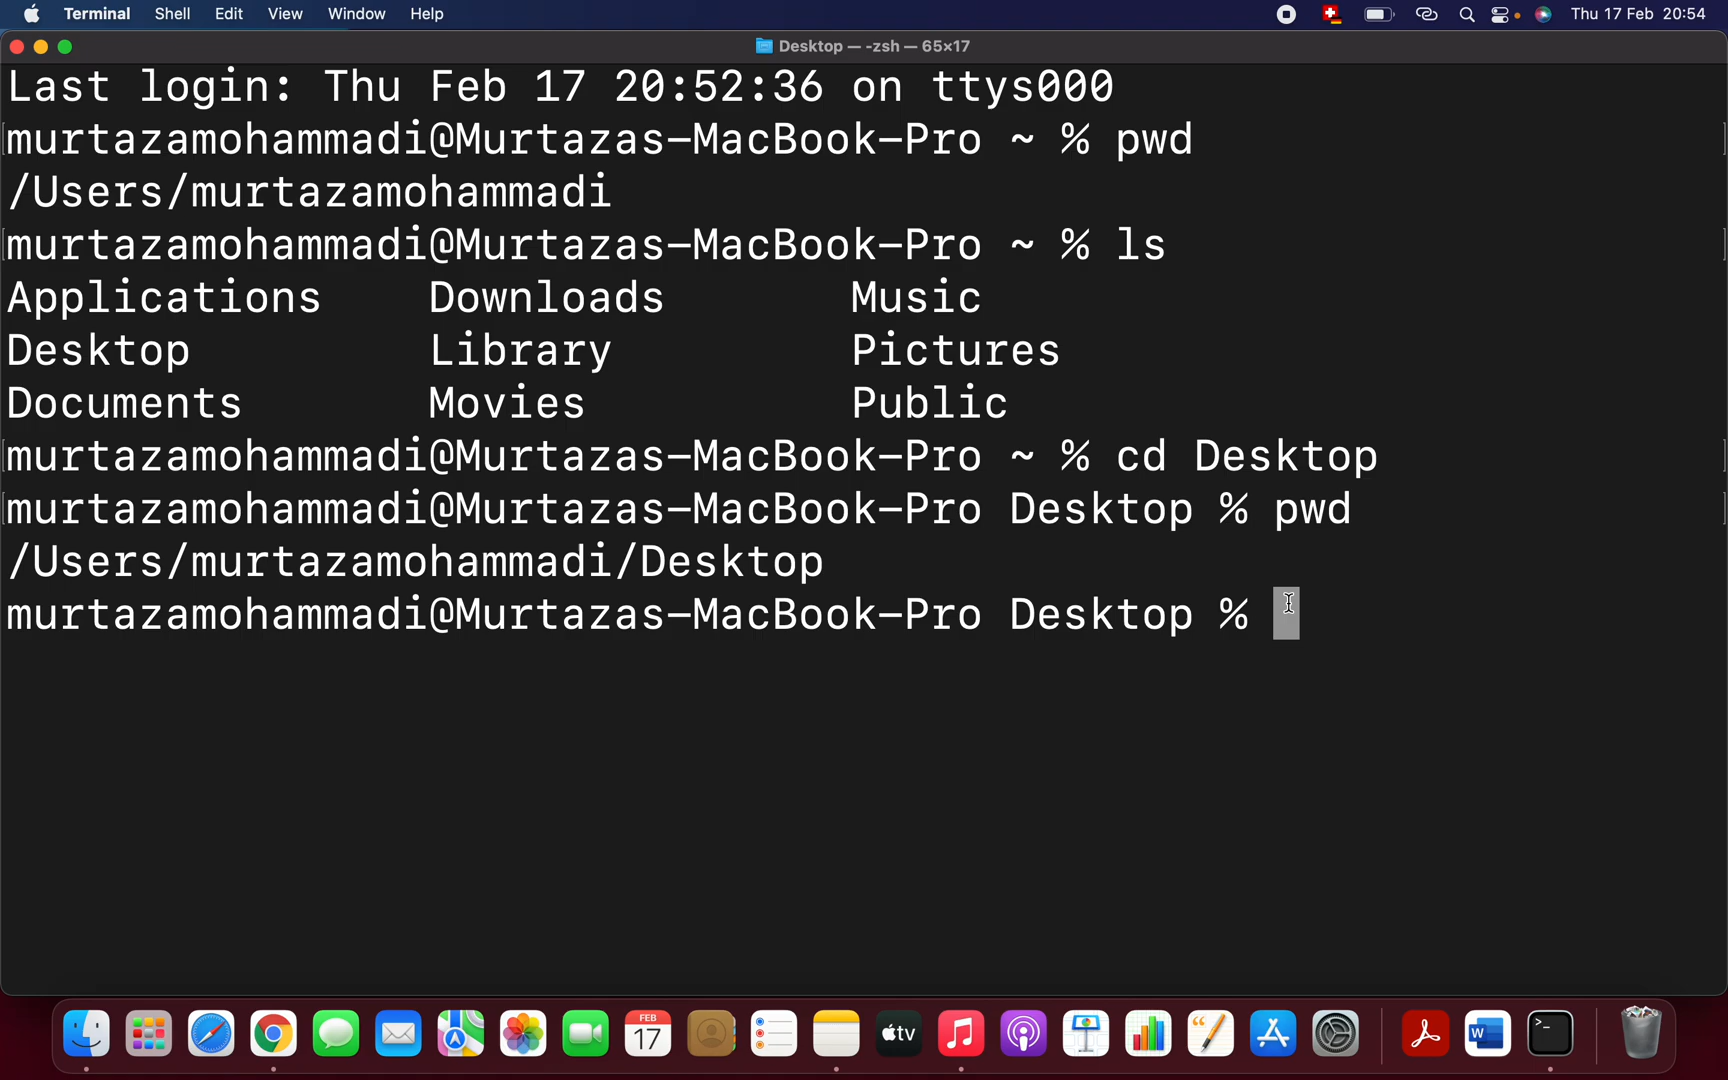 Terminal Shell Edit View Window Help Thu 17 Feb 20:54
Desktop — -zsh — 65×17
Last login: Thu Feb 17 20:52:36 on ttys000
murtazamohammadi@Murtazas-MacBook-Pro ~ % pwd
/Users/murtazamohammadi
murtazamohammadi@Murtazas-MacBook-Pro ~ % ls
Applications Downloads Music
Desktop Library Pictures
Documents Movies Public
murtazamohammadi@Murtazas-MacBook-Pro ~ % cd Desktop
murtazamohammadi@Murtazas-MacBook-Pro Desktop % pwd
/Users/murtazamohammadi/Desktop
murtazamohammadi@Murtazas-MacBook-Pro Desktop %
FEB
17
tv
W
>_